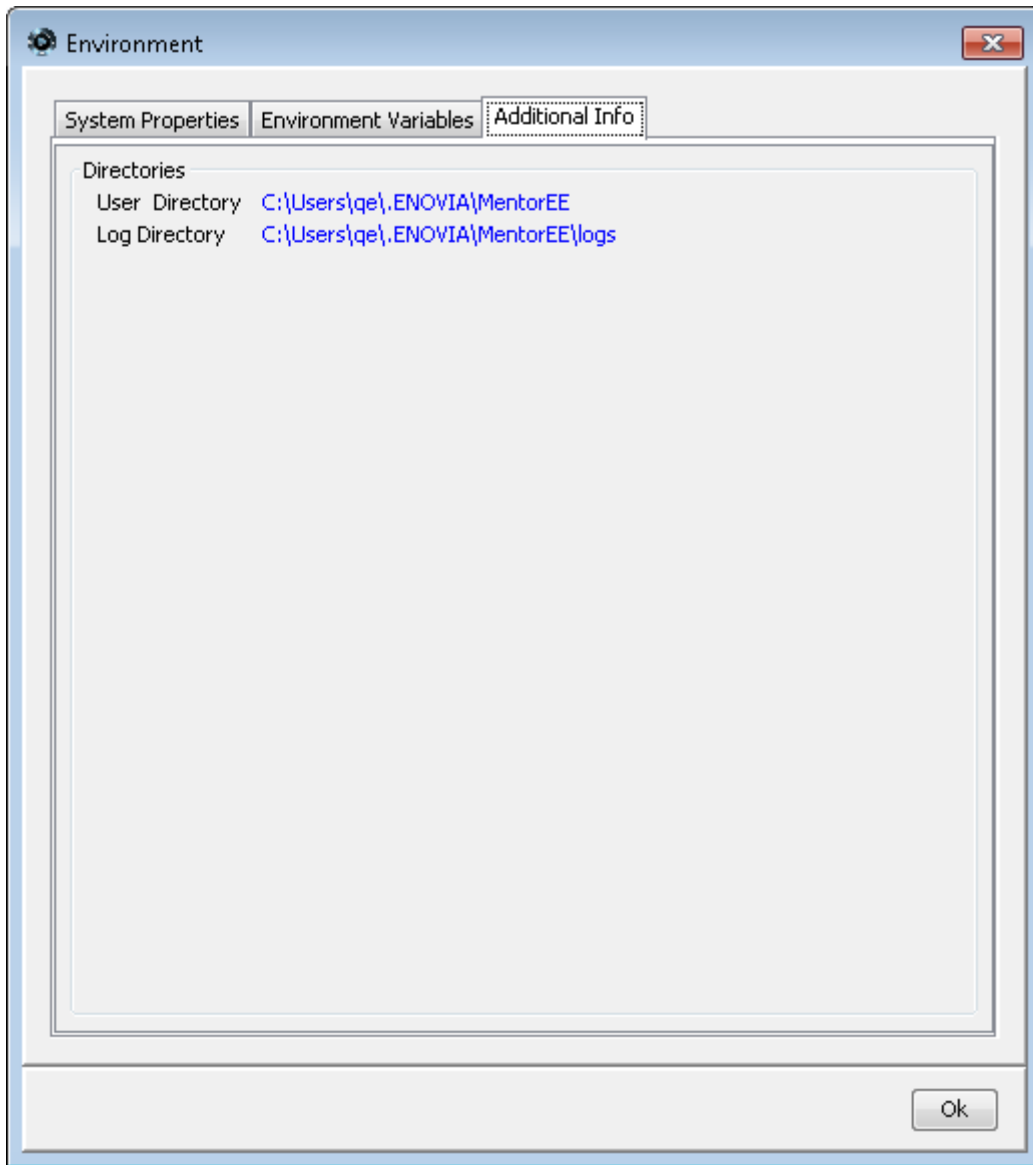 Environment
System Properties Environment Variables Additional Info
Directories
User Directory C:\Users\qe\.ENOVIA\MentorEE
Log Directory C:\Users\qe\.ENOVIA\MentorEE\logs
Ok